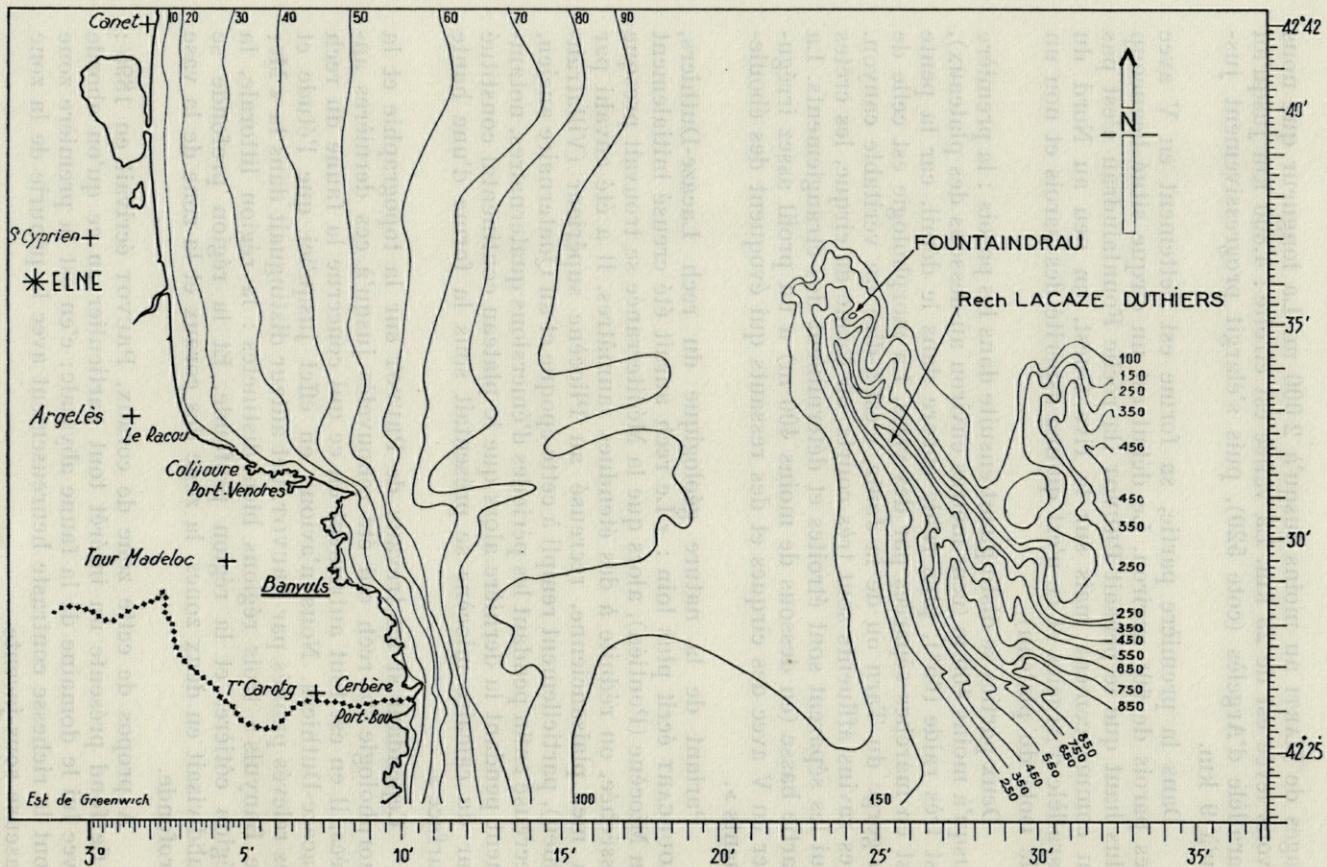 Canet
10 20 30 40 50 60 70 80 90
42°42
40'
N
St Cyprien
ELNE
FOUNTAINDRAU
Rech LACAZE DUTHIERS
35'
100
150
250
350
450
450
350
250
Argelès
Le Racou
Collioure
Port-Vendres
30'
Tour Madeloc
Banyuls
250
350
450
550
650
750
850
Tr Carotg
Cerbère
Port-Bou
850
750
650
550
450
350
250
42°25
Est de Greenwich
100
150
3° 5' 10' 15' 20' 25' 30' 35'